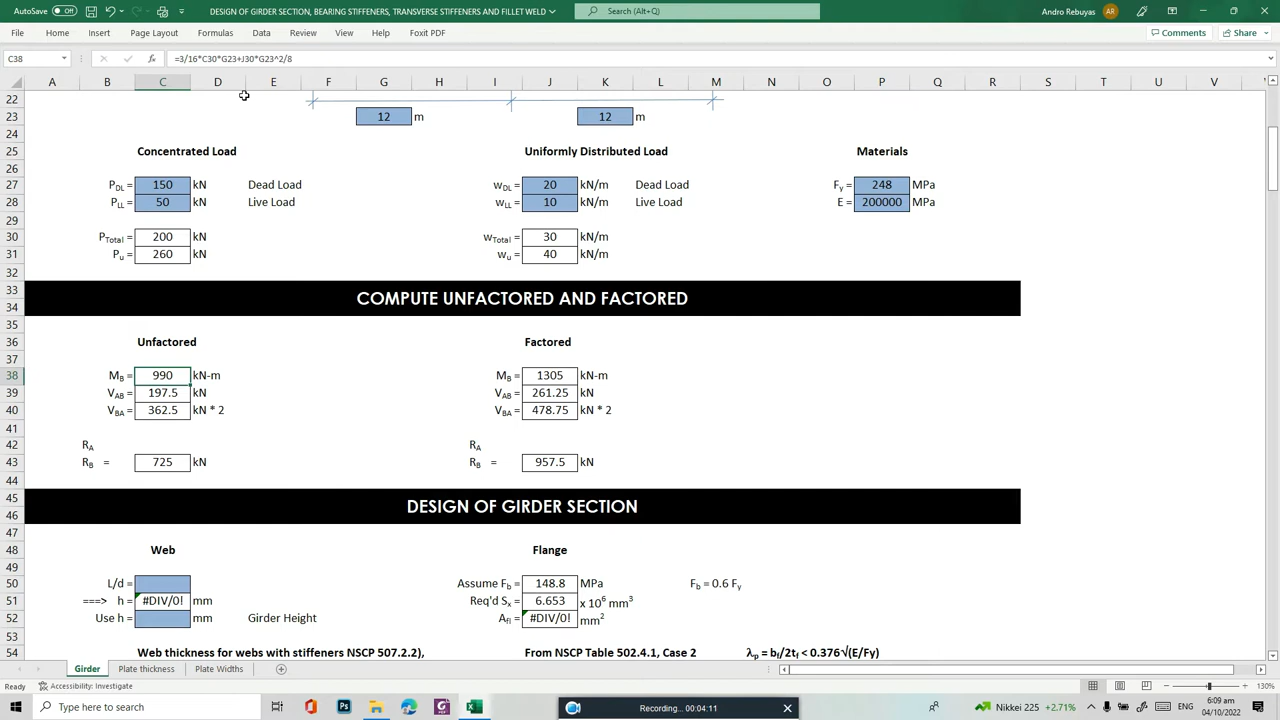 AutoSave Off DESIGN OF GIRDER SECTION, BEARING STIFFENERS, TRANSVERSE STIFFENERS AND FILLET WELD Search (Alt+Q) Andro Rebuyas AR
File Home Insert Page Layout Formulas Data Review View Help Foxit PDF Comments Share
C38 fx =3/16*C30*G23+J30*G23^2/8
A B C D E F G H I J K L M N O P Q R S T U V
22
23 12 m 12 m
24
25 Concentrated Load Uniformly Distributed Load Materials
26
27 PDL = 150 kN Dead Load wDL = 20 kN/m Dead Load Fy = 248 MPa
28 PLL = 50 kN Live Load wLL = 10 kN/m Live Load E = 200000 MPa
29
30 PTotal = 200 kN wTotal = 30 kN/m
31 Pu = 260 kN wu = 40 kN/m
32
33
COMPUTE UNFACTORED AND FACTORED
34
35
36 Unfactored Factored
37
38 MB = 990 kN-m MB = 1305 kN-m
39 VAB = 197.5 kN VAB = 261.25 kN
40 VBA = 362.5 kN * 2 VBA = 478.75 kN * 2
41
42 RA RA
43 RB = 725 kN RB = 957.5 kN
44
45
DESIGN OF GIRDER SECTION
46
47
48 Web Flange
49
50 L/d = Assume Fb = 148.8 MPa Fb = 0.6 Fy
51 ===> h = #DIV/0! mm Req'd Sx = 6.653 x 10^6 mm^3
52 Use h = mm Girder Height Afl = #DIV/0! mm^2
53
54 Web thickness for webs with stiffeners NSCP 507.2.2), From NSCP Table 502.4.1, Case 2 λp = bf/2tf < 0.376√(E/Fy)
Girder Plate thickness Plate Widths
Ready Accessibility: Investigate 130%
Type here to search Recording... 00:04:11 Nikkei 225 +2.71% 6:09 am
04/10/2022